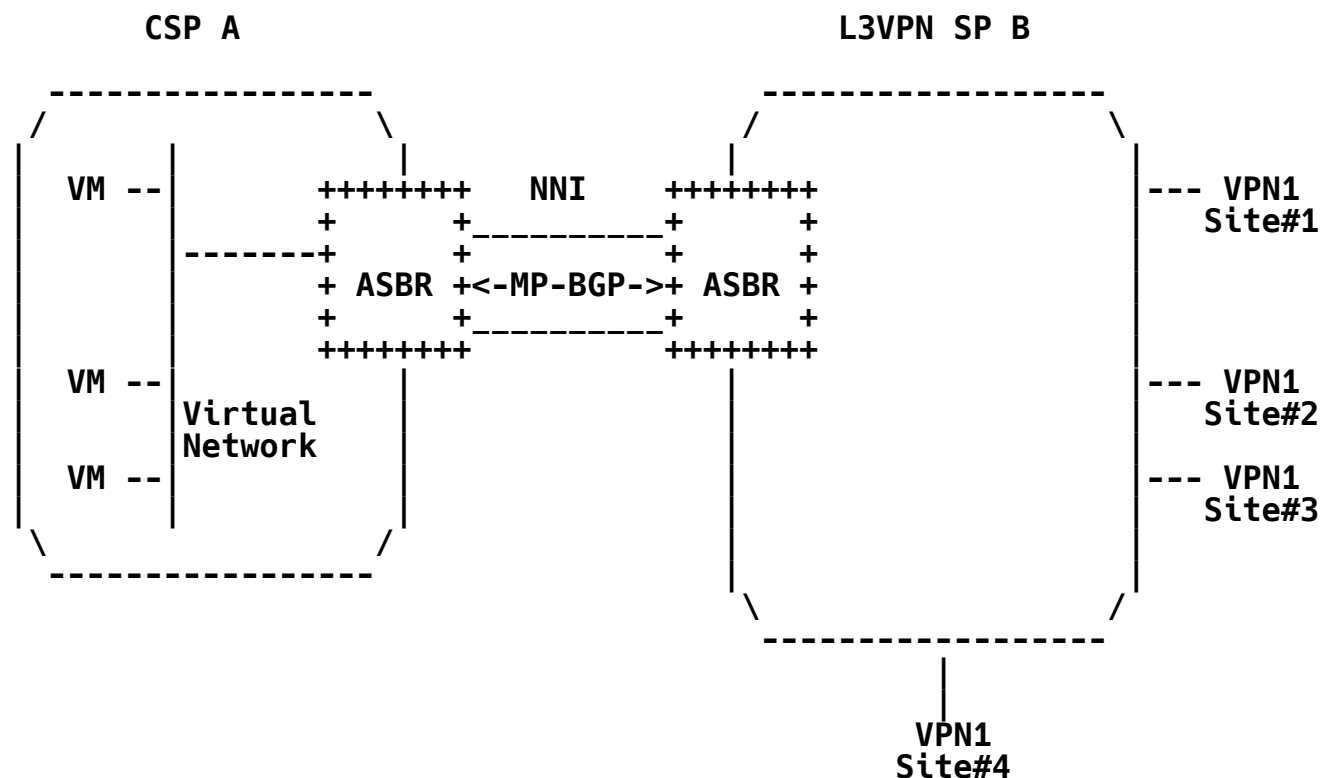 CSP A L3VPN SP B
VM -- NNI --- VPN1
Site#1
ASBR <-MP-BGP-> ASBR
VM -- --- VPN1
Virtual Site#2
Network
VM -- --- VPN1
Site#3
VPN1
Site#4